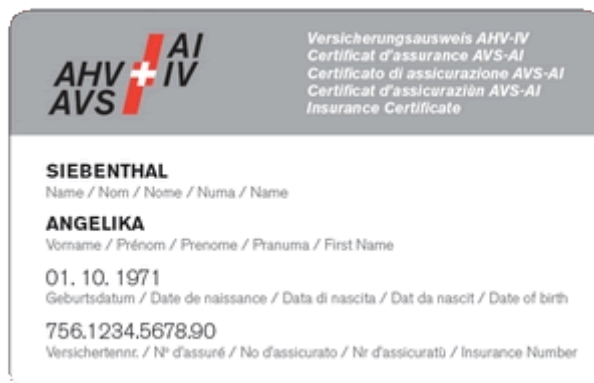 AHV AI
AVS IV
Versicherungsausweis AHV-IV
Certificat d'assurance AVS-AI
Certificato di assicurazione AVS-AI
Certificat d'assicuraziùn AVS-AI
Insurance Certificate
SIEBENTHAL
Name / Nom / Nome / Numa / Name
ANGELIKA
Vorname / Prénom / Prenome / Pranuma / First Name
01. 10. 1971
Geburtsdatum / Date de naissance / Data di nascita / Dat da nascit / Date of birth
756.1234.5678.90
Versichertennr. / Nº d'assuré / No d'assicurato / Nr d'assicuratù / Insurance Number